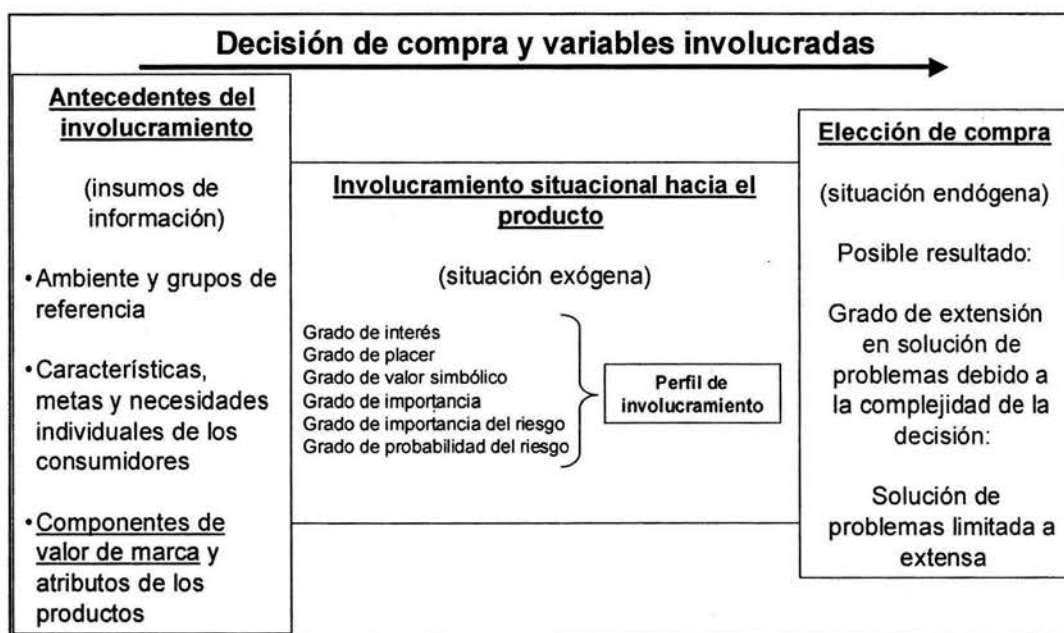 Decisión de compra y variables involucradas
Antecedentes del
involucramiento
(insumos de
información)
•Ambiente y grupos de
referencia
•Características,
metas y necesidades
individuales de los
consumidores
•Componentes de
valor de marca y
atributos de los
productos
Involucramiento situacional hacia el
producto
(situación exógena)
Grado de interés
Grado de placer
Grado de valor simbólico
Grado de importancia
Grado de importancia del riesgo
Grado de probabilidad del riesgo
Perfil de
involucramiento
Elección de compra
(situación endógena)
Posible resultado:
Grado de extensión
en solución de
problemas debido a
la complejidad de la
decisión:
Solución de
problemas limitada a
extensa